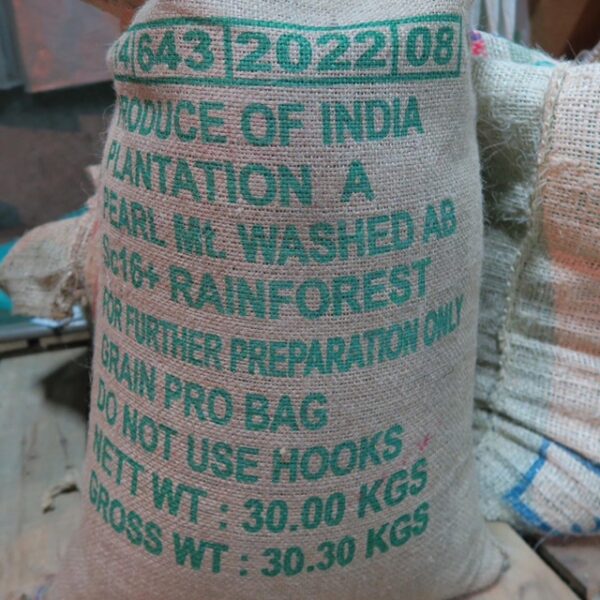 643 2022 08
PRODUCE OF INDIA
PLANTATION A
PEARL Mt. WASHED AB
Sc16+ RAINFOREST
FOR FURTHER PREPARATION ONLY
GRAIN PRO BAG
DO NOT USE HOOKS
NETT WT : 30.00 KGS
GROSS WT : 30.30 KGS